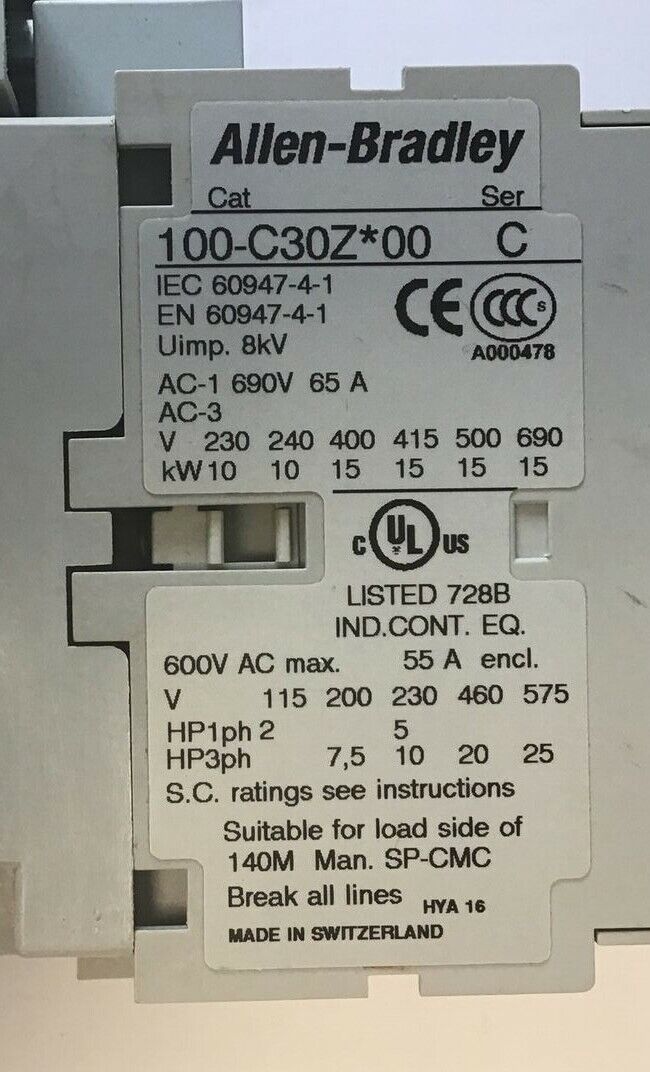 Allen-Bradley
Cat Ser
100-C30Z*00 C
IEC 60947-4-1
EN 60947-4-1
Uimp. 8kV
CE CCC S
A000478
AC-1 690V 65 A
AC-3
V 230 240 400 415 500 690
kW 10 10 15 15 15 15
C UL US
LISTED 728B
IND.CONT. EQ.
600V AC max. 55 A encl.
V 115 200 230 460 575
HP1ph 2 5
HP3ph 7,5 10 20 25
S.C. ratings see instructions
Suitable for load side of
140M Man. SP-CMC
Break all lines HYA 16
MADE IN SWITZERLAND